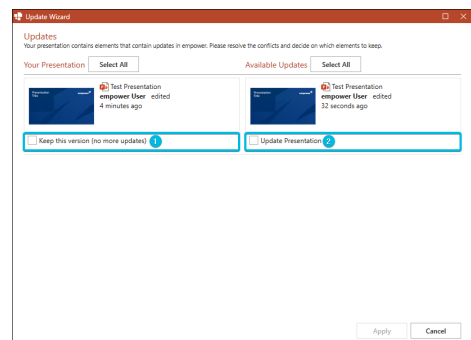 Update Wizard
Updates
Your presentation contains elements that contain updates in empower. Please resolve the conflicts and decide on which elements to keep.
Your Presentation Select All Available Updates Select All
Test Presentation
empower User edited
4 minutes ago
Test Presentation
empower User edited
32 seconds ago
Keep this version (no more updates) 1
Update Presentation 2
Apply Cancel